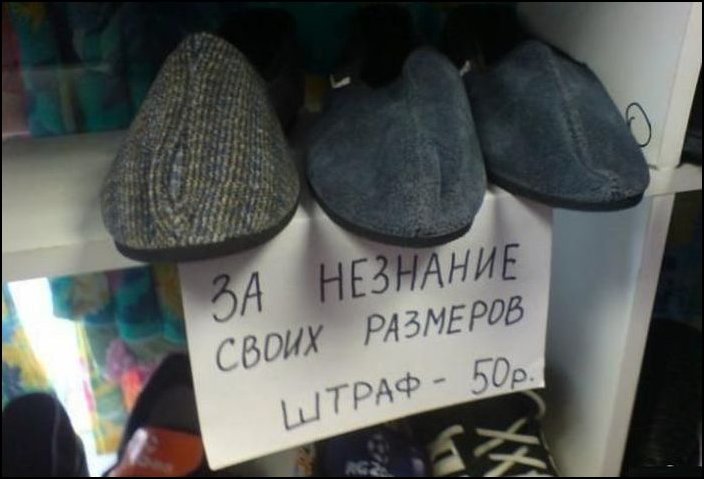 ЗА НЕЗНАНИЕ
СВОИХ РАЗМЕРОВ
ШТРАФ - 50р.